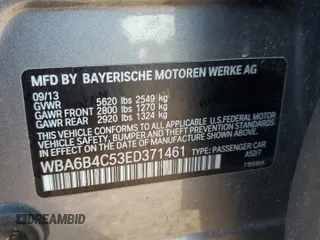 MFD BY BAYERISCHE MOTOREN WERKE AG
09/13
GVWR 5620 lbs 2549 kg
GAWR FRONT 2800 lbs 1270 kg
GAWR REAR 2920 lbs 1324 kg
THIS VEHICLE CONFORMS TO ALL APPLICABLE FEDERAL MOTOR VEHICLE SAFETY, BUMPER AND THEFT PREVENTION STANDARDS IN EFFECT ON THE DATE OF MANUFACTURE SHOWN ABOVE.
WBA6B4C53ED371461
TYPE: PASSENGER CAR
DREAMBID